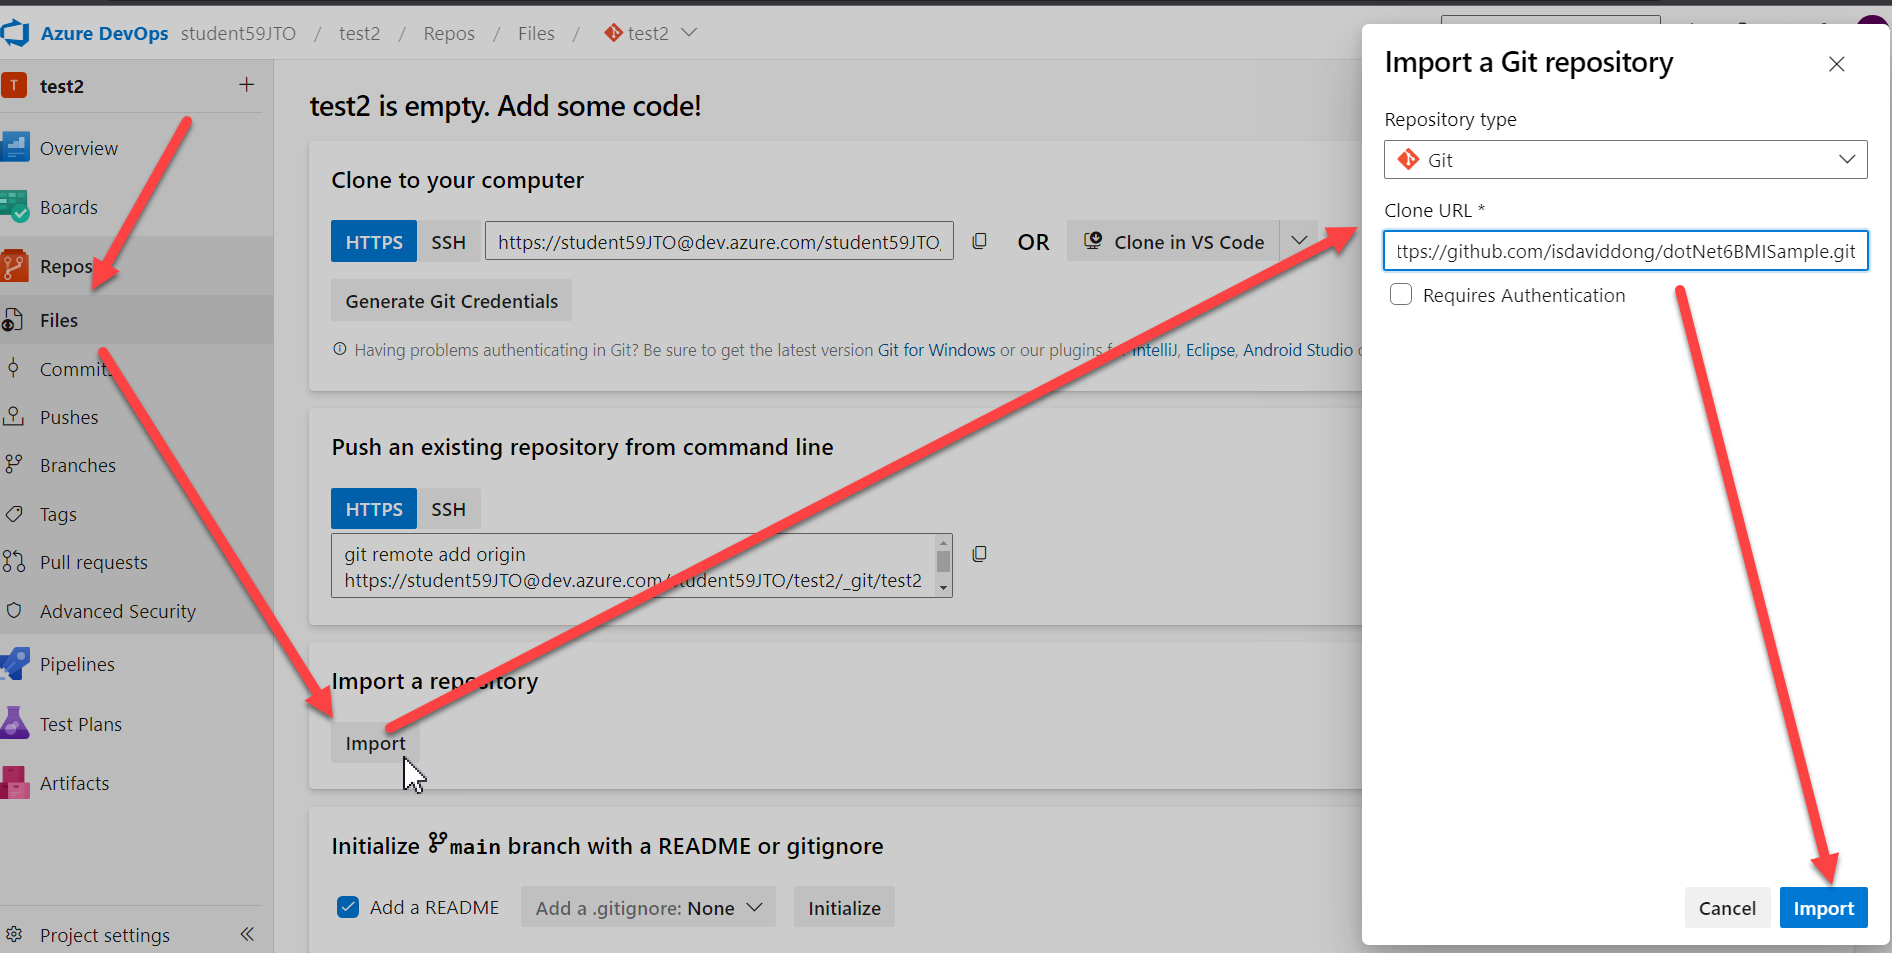 Azure DevOps student59JTO / test2 / Repos / Files / test2
T test2 +
Overview
Boards
Repos
Files
Commits
Pushes
Branches
Tags
Pull requests
Advanced Security
Pipelines
Test Plans
Artifacts
Project settings
test2 is empty. Add some code!
Clone to your computer
HTTPS SSH https://student59JTO@dev.azure.com/student59JTO, OR Clone in VS Code
Generate Git Credentials
Having problems authenticating in Git? Be sure to get the latest version Git for Windows or our plugins for IntelliJ, Eclipse, Android Studio
Push an existing repository from command line
HTTPS SSH
git remote add origin
https://student59JTO@dev.azure.com/student59JTO/test2/_git/test2
Import a repository
Import
Initialize main branch with a README or gitignore
Add a README Add a .gitignore: None Initialize
Import a Git repository
Repository type
Git
Clone URL *
ttps://github.com/isdaviddong/dotNet6BMISample.git
Requires Authentication
Cancel Import